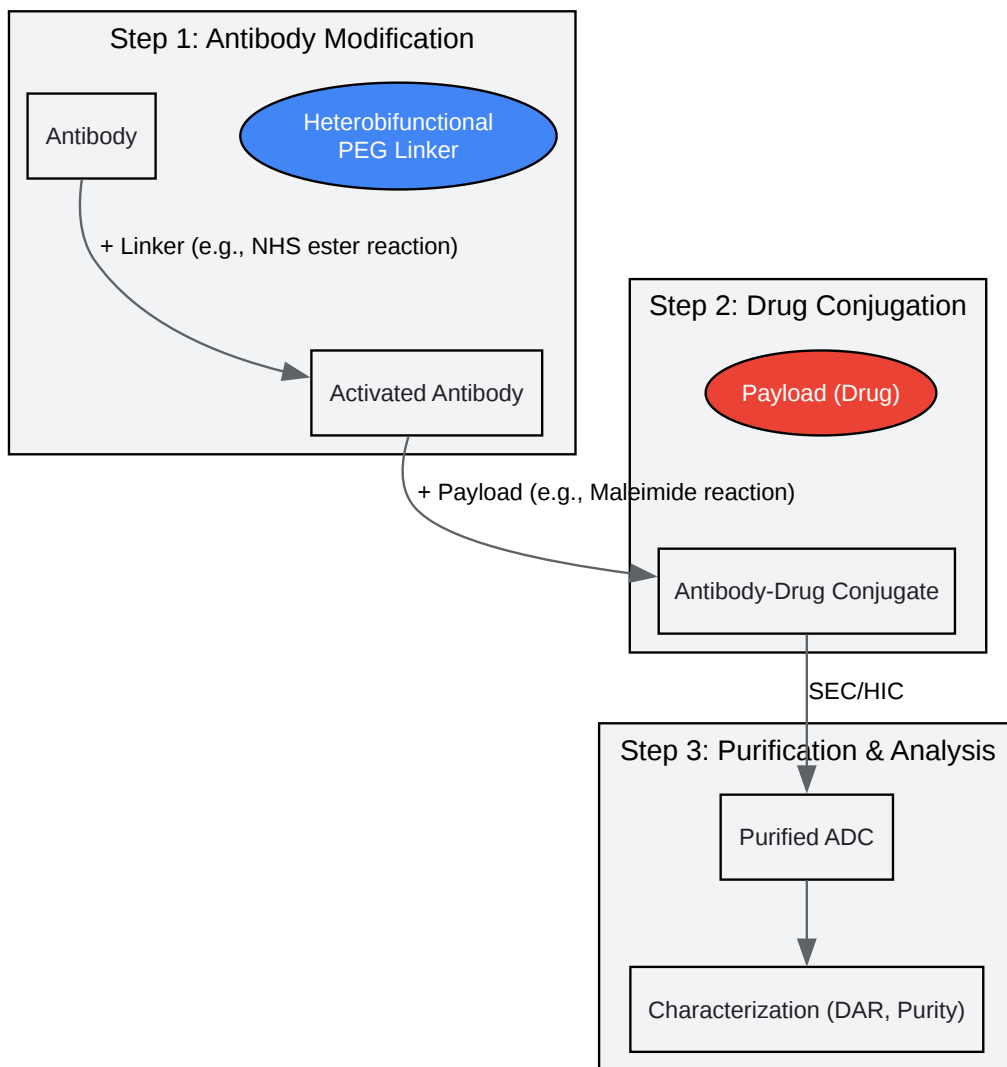 Step 1: Antibody Modification
Antibody
Heterobifunctional
PEG Linker
+ Linker (e.g., NHS ester reaction)
Activated Antibody
Step 2: Drug Conjugation
Payload (Drug)
+ Payload (e.g., Maleimide reaction)
Antibody-Drug Conjugate
SEC/HIC
Step 3: Purification & Analysis
Purified ADC
Characterization (DAR, Purity)